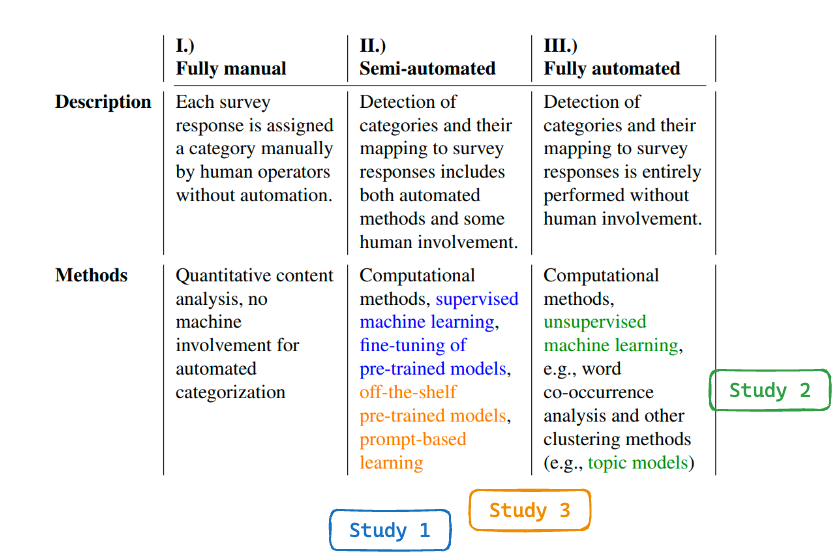 I.)
Fully manual
II.)
Semi-automated
III.)
Fully automated
Description
Each survey
response is assigned
a category manually
by human operators
without automation.
Detection of
categories and their
mapping to survey
responses includes
both automated
methods and some
human involvement.
Detection of
categories and their
mapping to survey
responses is entirely
performed without
human involvement.
Methods
Quantitative content
analysis, no
machine
involvement for
automated
categorization
Computational
methods, supervised
machine learning,
fine-tuning of
pre-trained models,
off-the-shelf
pre-trained models,
prompt-based
learning
Computational
methods,
unsupervised
machine learning,
e.g., word
co-occurrence
analysis and other
clustering methods
(e.g., topic models)
Study 2
Study 3
Study 1